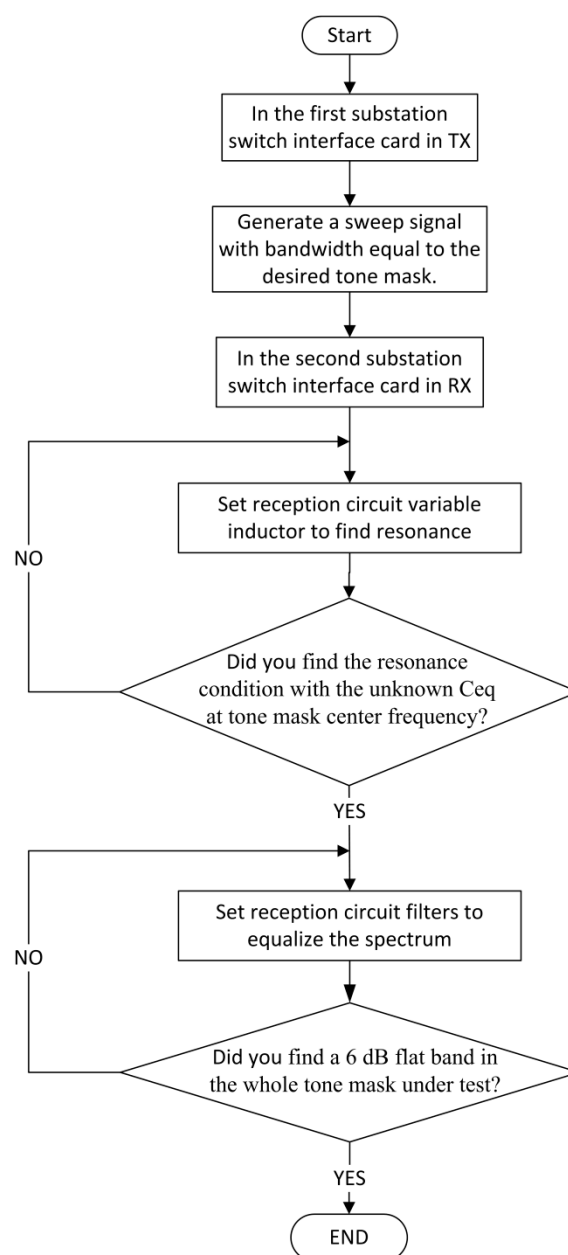 Start
In the first substation
switch interface card in TX
Generate a sweep signal
with bandwidth equal to the
desired tone mask.
In the second substation
switch interface card in RX
Set reception circuit variable
inductor to find resonance
NO
Did you find the resonance
condition with the unknown Ceq
at tone mask center frequency?
YES
Set reception circuit filters to
equalize the spectrum
NO
Did you find a 6 dB flat band in
the whole tone mask under test?
YES
END